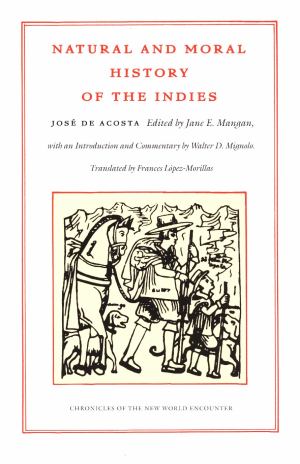 NATURAL AND MORAL
HISTORY
OF THE INDIES
JOSÉ DE ACOSTA Edited by Jane E. Mangan,
with an Introduction and Commentary by Walter D. Mignolo.
Translated by Frances López-Morillas
CHRONICLES OF THE NEW WORLD ENCOUNTER